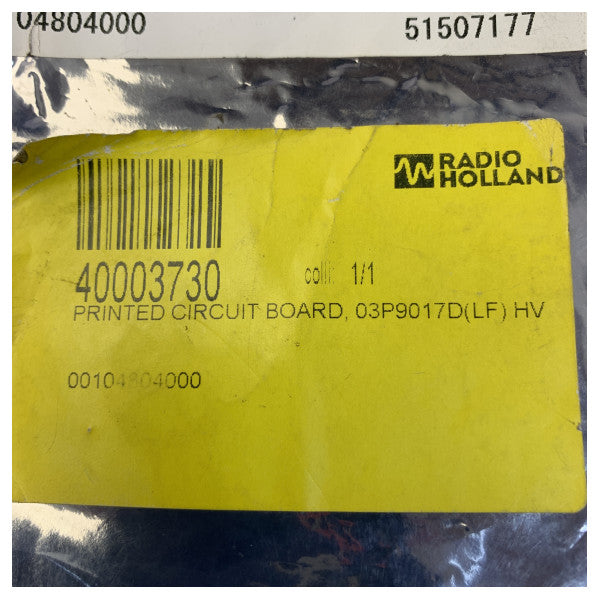 04804000 51507177
RADIO
HOLLAND
40003730 colli: 1/1
PRINTED CIRCUIT BOARD, 03P9017D(LF) HV
00104804000